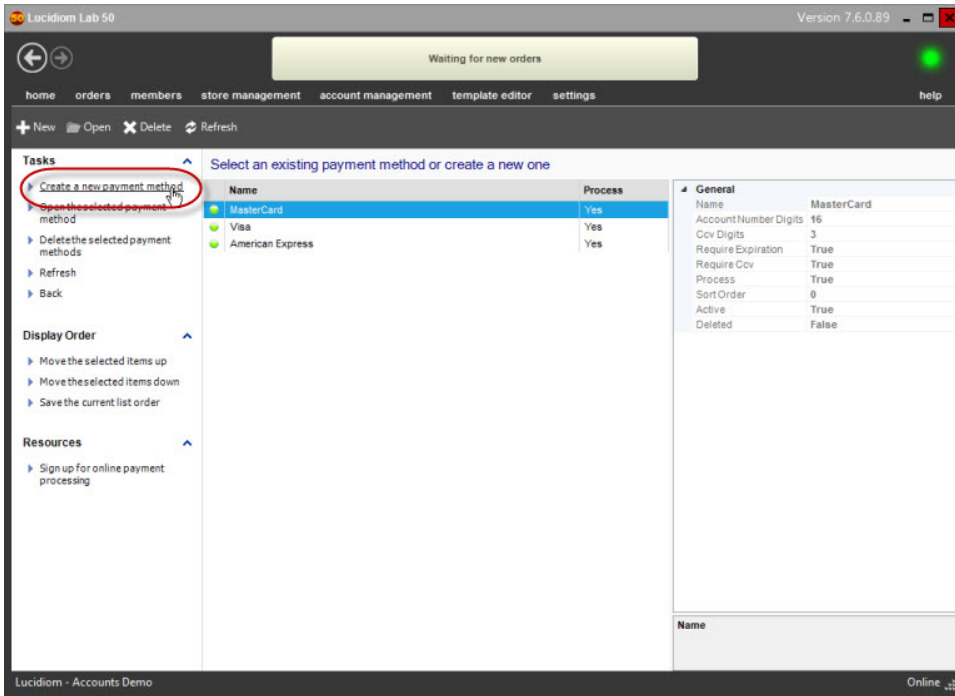 50 Lucidiom Lab 50 Version 7.6.0.89
Waiting for new orders
home orders members store management account management template editor settings help
New Open Delete Refresh
Tasks
Create a new payment method
Open the selected payment
method
Delete the selected payment
methods
Refresh
Back
Display Order
Move the selected items up
Move the selected items down
Save the current list order
Resources
Sign up for online payment
processing
Select an existing payment method or create a new one
Name Process
MasterCard Yes
Visa Yes
American Express Yes
General
Name MasterCard
Account Number Digits 16
Ccv Digits 3
Require Expiration True
Require Ccv True
Process True
Sort Order 0
Active True
Deleted False
Name
Lucidiom - Accounts Demo Online